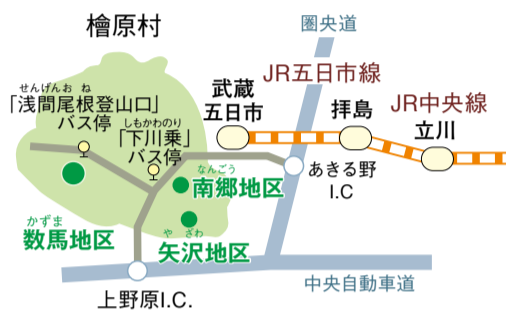 檜原村
圏央道
JR五日市線
せんげんおね
「浅間尾根登山口」
バス停
武蔵
五日市
拝島
JR中央線
立川
しもかわのり
「下川乗」
バス停
なんごう
南郷地区
あきる野
I.C
かずま
数馬地区
やざわ
矢沢地区
上野原I.C.
中央自動車道